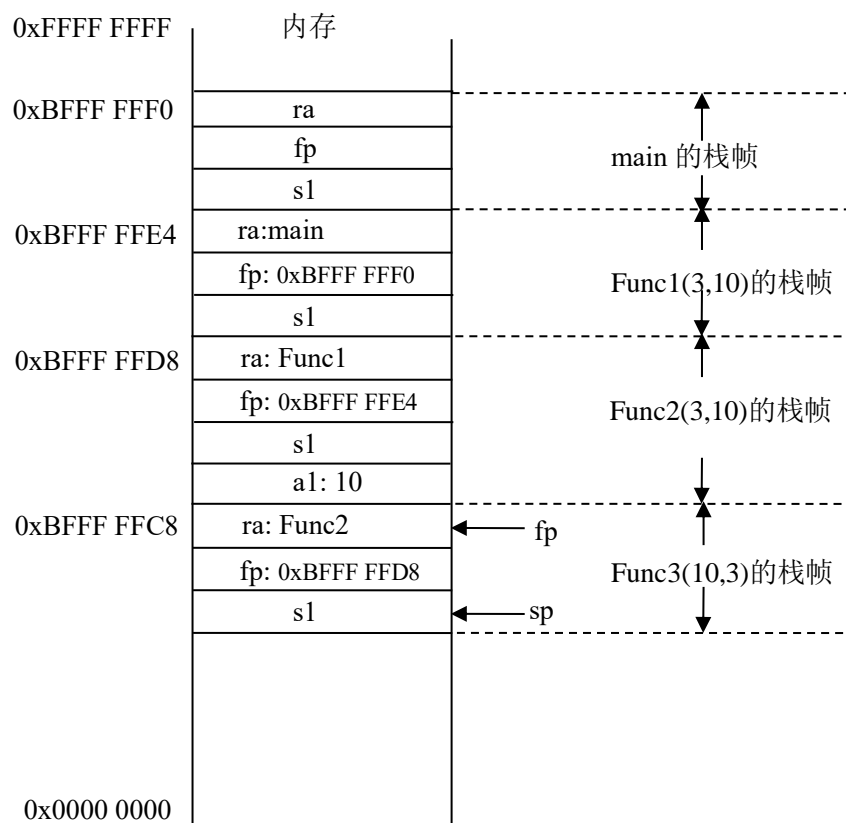 0xFFFF FFFF
内存
0xBFFF FFF0
ra
fp
main 的栈帧
s1
0xBFFF FFE4
ra:main
fp: 0xBFFF FFF0
Func1(3,10)的栈帧
s1
0xBFFF FFD8
ra: Func1
fp: 0xBFFF FFE4
Func2(3,10)的栈帧
s1
a1: 10
0xBFFF FFC8
ra: Func2
fp
fp: 0xBFFF FFD8
Func3(10,3)的栈帧
s1
sp
0x0000 0000